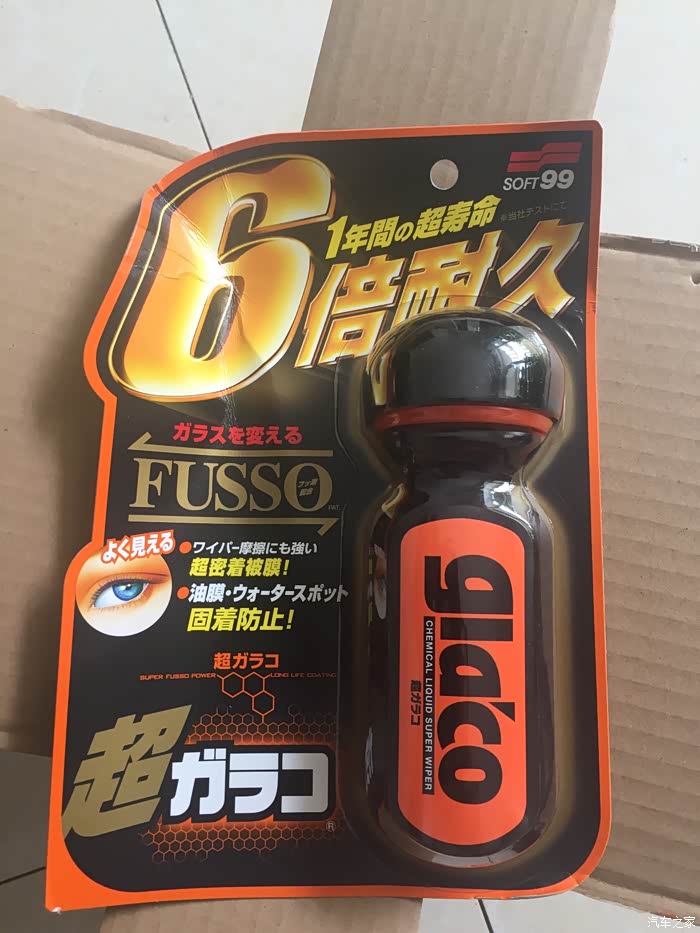 SOFT99
※当社テストにて
1年間の超寿命
6倍耐久
ガラスを変える
FUSSO
フッ素
配合
PAT.
よく見える
●ワイパー摩擦にも強い
超密着被膜!
●油膜・ウォータースポット
固着防止!
超ガラコ
SUPER FUSSO POWER
LONG LIFE COATING
超ガラコ®
gla'co
CHEMICAL LIQUID SUPER WIPER
超ガラコ
汽车之家